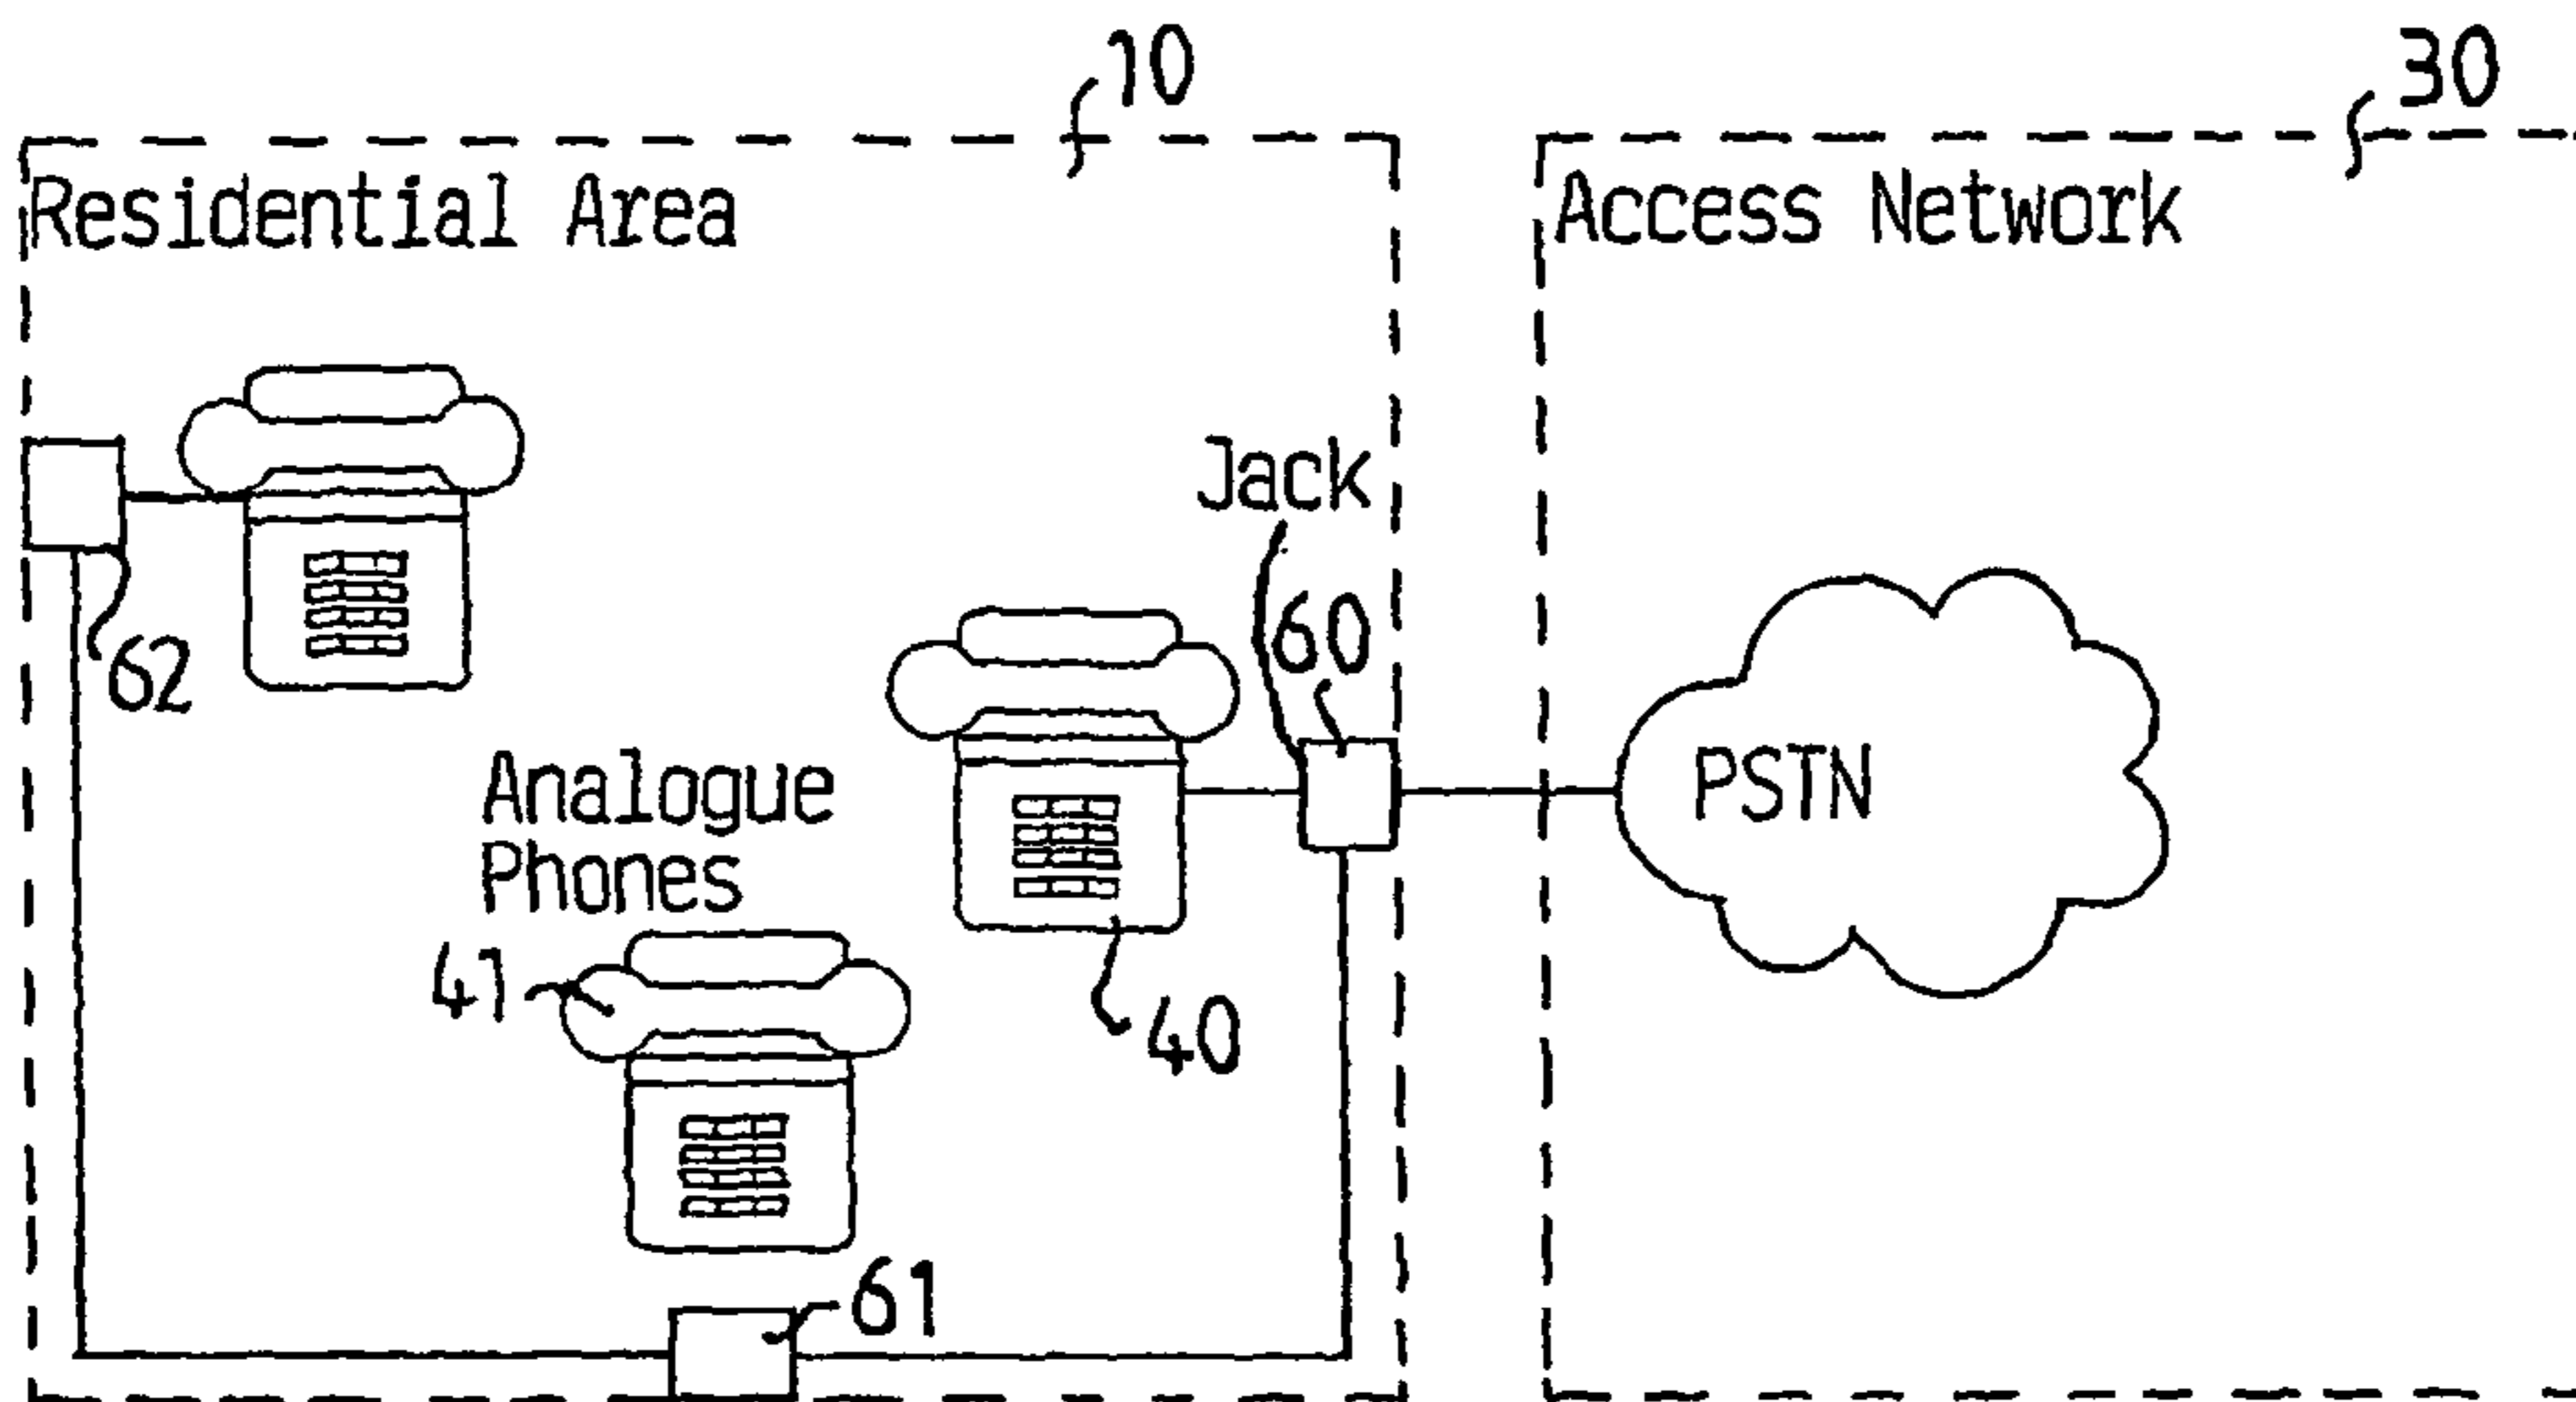 10
30
Residential Area
Access Network
Jack
60
62
Analogue
Phones
PSTN
41
40
61